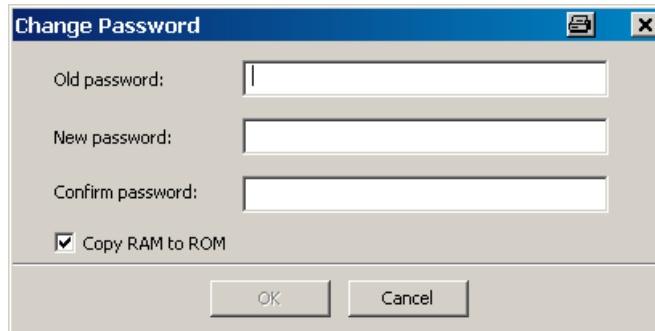 Change Password
Old password:
New password:
Confirm password:
Copy RAM to ROM
OK Cancel